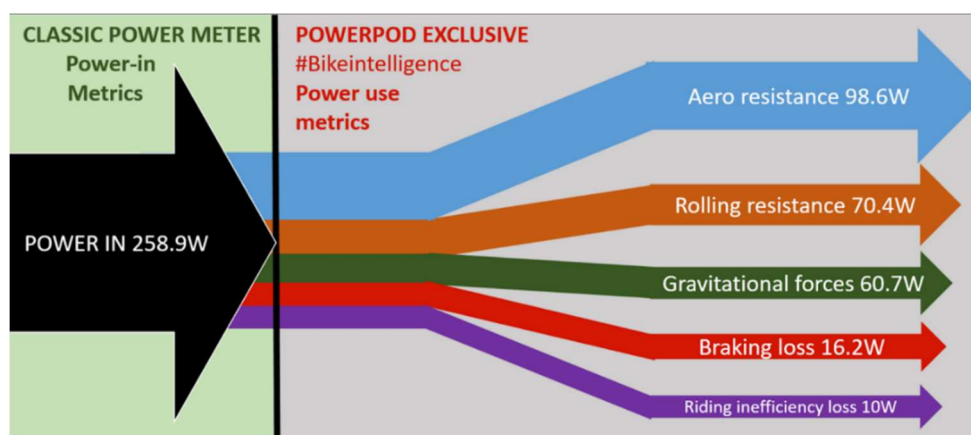 CLASSIC POWER METER
Power-in
Metrics
POWERPOD EXCLUSIVE
#Bikeintelligence
Power use
metrics
POWER IN 258.9W
Aero resistance 98.6W
Rolling resistance 70.4W
Gravitational forces 60.7W
Braking loss 16.2W
Riding inefficiency loss 10W